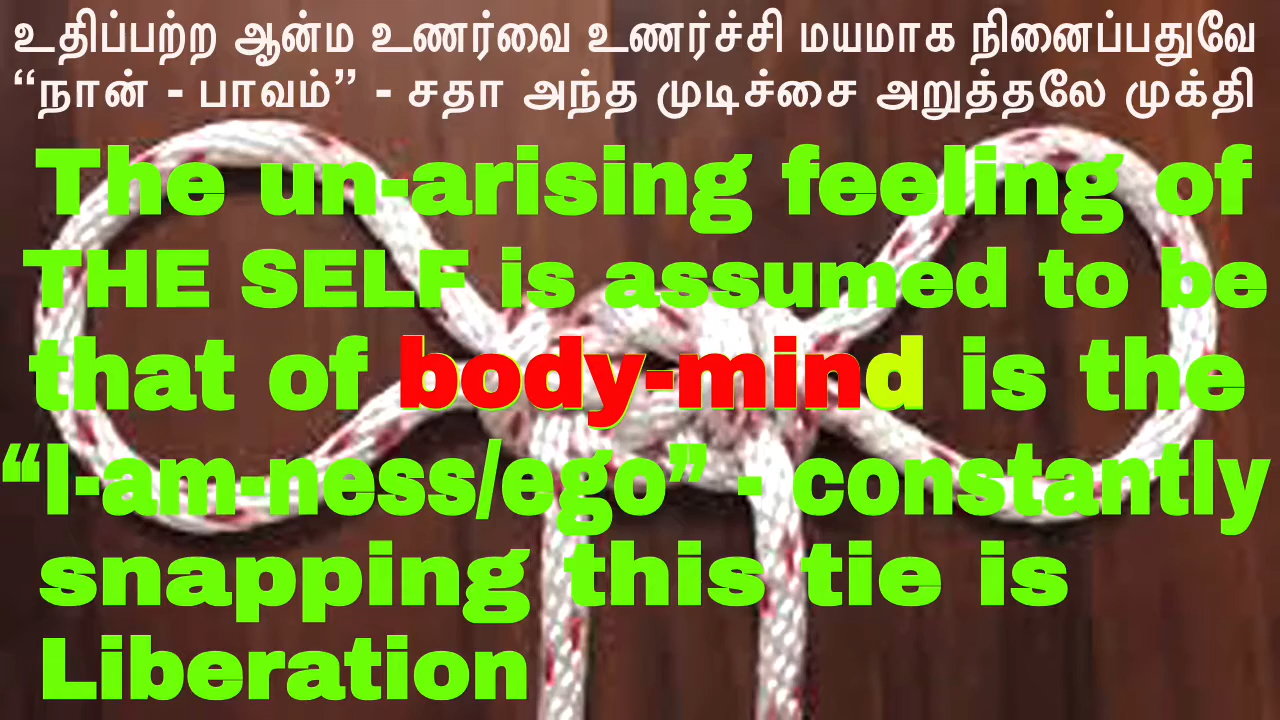 உதிப்பற்ற ஆன்ம உணர்வை உணர்ச்சி மயமாக நினைப்பதுவே
“நான் - பாவம்” - சதா அந்த முடிச்சை அறுத்தலே முக்தி
The un-arising feeling of
THE SELF is assumed to be
that of body-mind is the
“I-am-ness/ego” - constantly
snapping this tie is
Liberation